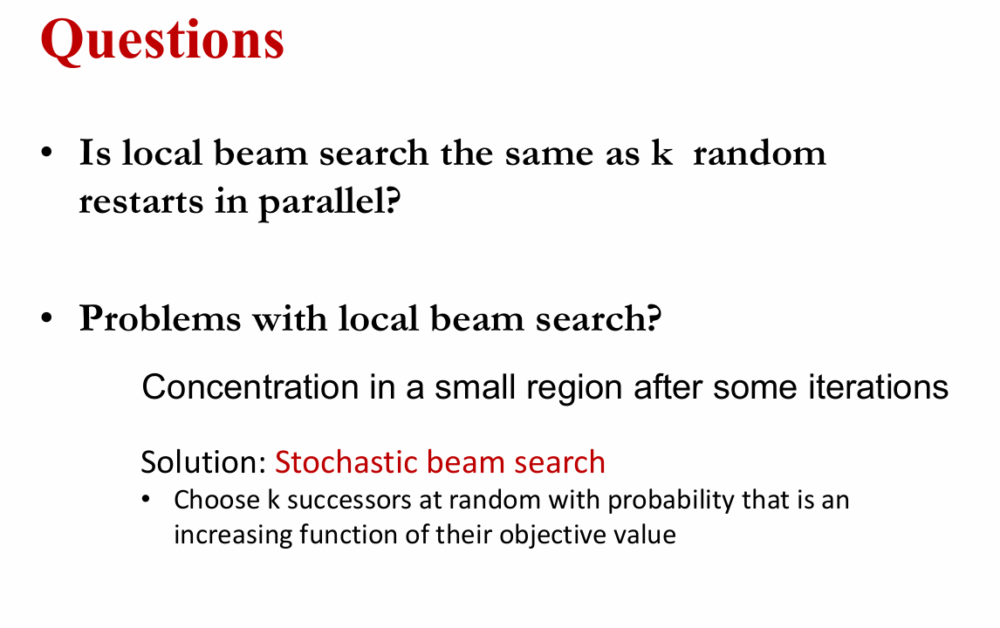 Questions
• Is local beam search the same as k random
restarts in parallel?
• Problems with local beam search?
Concentration in a small region after some iterations
Solution: Stochastic beam search
• Choose k successors at random with probability that is an
increasing function of their objective value